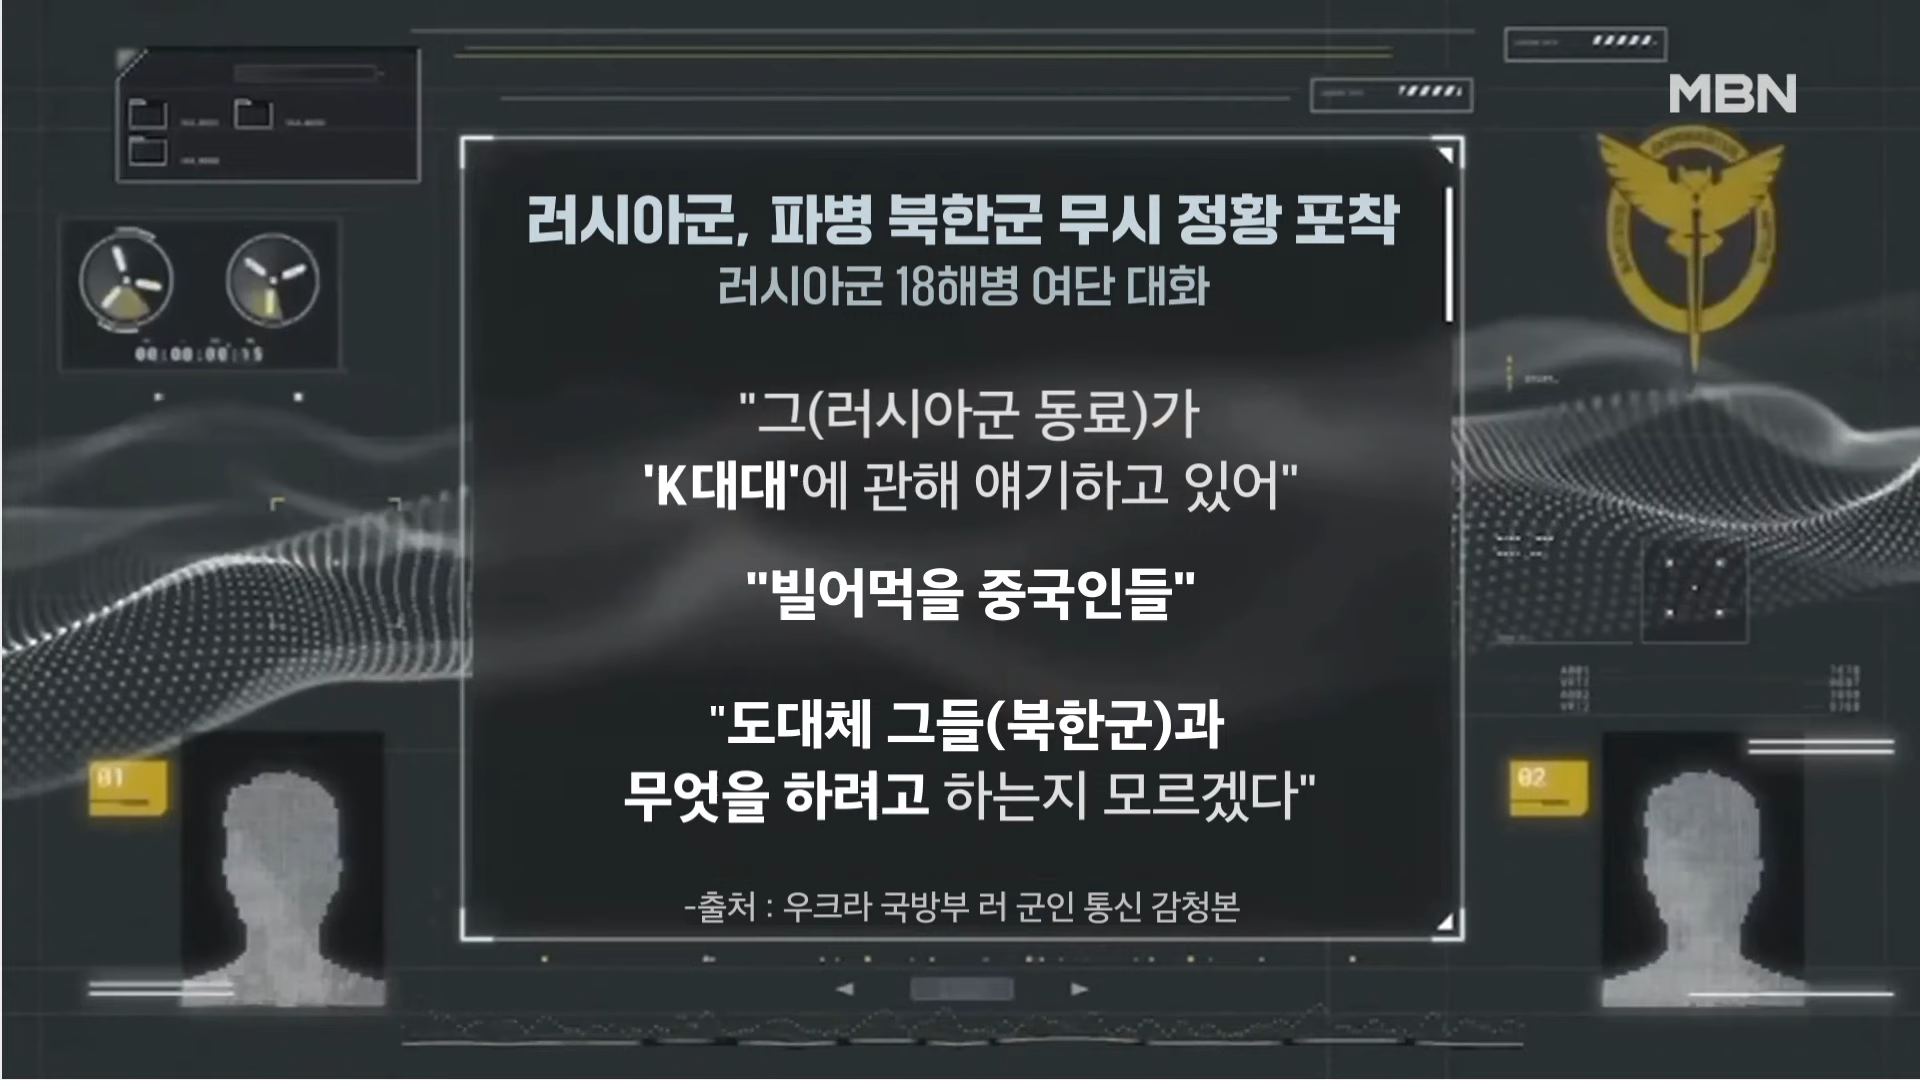 MBN
러시아군, 파병 북한군 무시 정황 포착
러시아군 18해병 여단 대화
"그(러시아군 동료)가
'K대대'에 관해 얘기하고 있어"
"빌어먹을 중국인들"
"도대체 그들(북한군)과
무엇을 하려고 하는지 모르겠다"
-출처 : 우크라 국방부 러 군인 통신 감청본
01
02